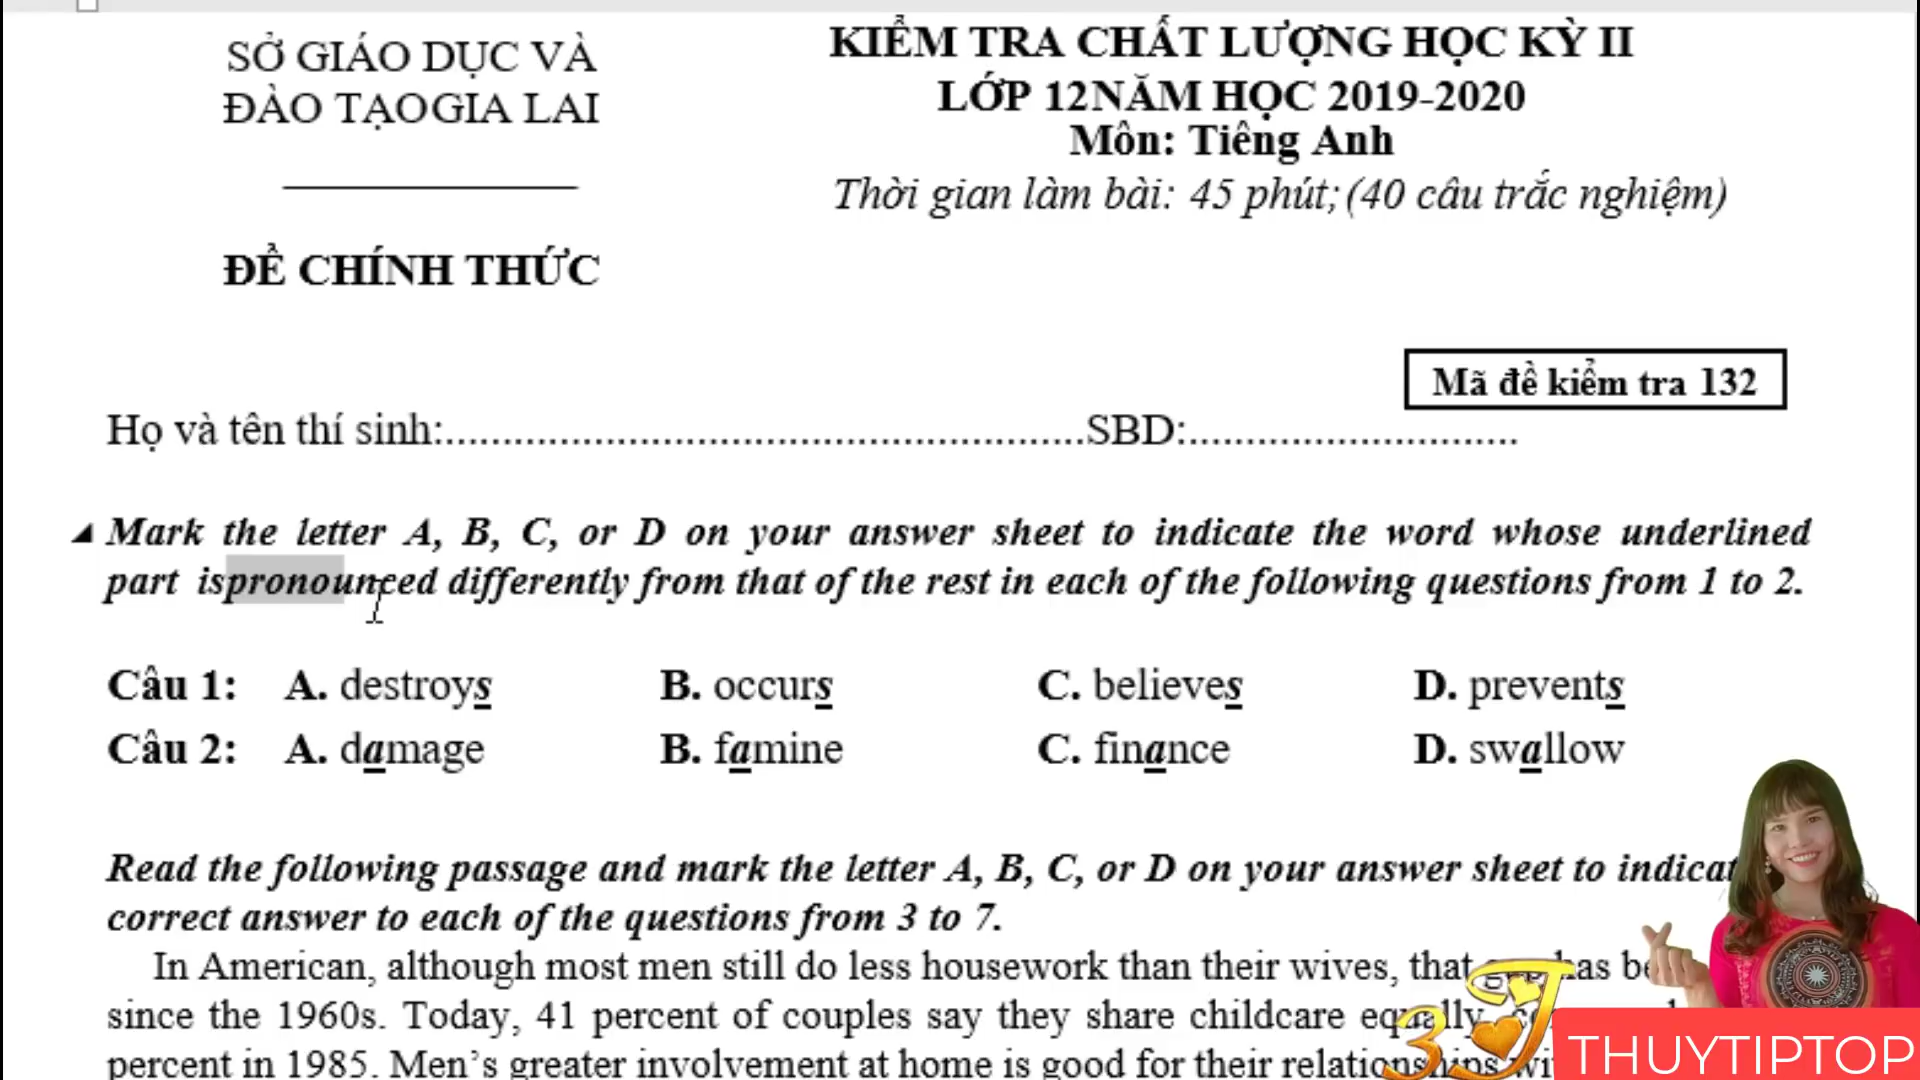 SỞ GIÁO DỤC VÀ
ĐÀO TẠOGIA LAI
KIỂM TRA CHẤT LƯỢNG HỌC KỲ II
LỚP 12NĂM HỌC 2019-2020
Môn: Tiếng Anh
Thời gian làm bài: 45 phút; (40 câu trắc nghiệm)
ĐỀ CHÍNH THỨC
Mã đề kiểm tra 132
Họ và tên thí sinh:........................................................SBD:.............................
Mark the letter A, B, C, or D on your answer sheet to indicate the word whose underlined
part ispronounced differently from that of the rest in each of the following questions from 1 to 2.
Câu 1: A. destroys B. occurs C. believes D. prevents
Câu 2: A. damage B. famine C. finance D. swallow
Read the following passage and mark the letter A, B, C, or D on your answer sheet to indicat
correct answer to each of the questions from 3 to 7.
In American, although most men still do less housework than their wives, that gap has be
since the 1960s. Today, 41 percent of couples say they share childcare equally
percent in 1985. Men's greater involvement at home is good for their relationships wi
3T
THUYTIPTOP